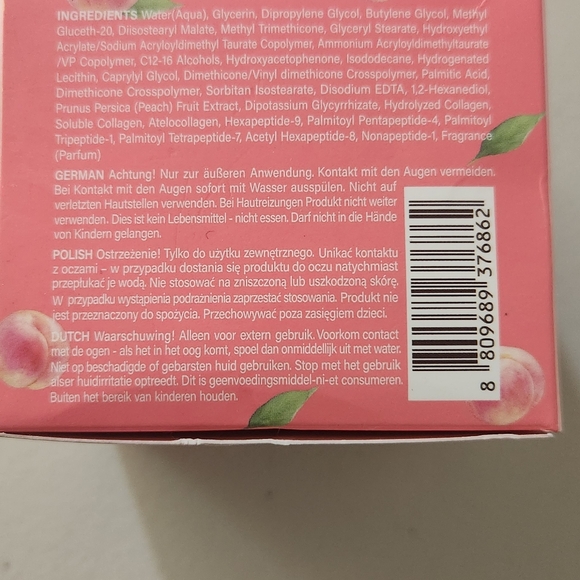 INGREDIENTS Water(Aqua), Glycerin, Dipropylene Glycol, Butylene Glycol, Methyl
Gluceth-20, Diisostearyl Malate, Methyl Trimethicone, Glyceryl Stearate, Hydroxyethyl
Acrylate/Sodium Acryloyldimethyl Taurate Copolymer, Ammonium Acryloyldimethyltaurate
/VP Copolymer, C12-16 Alcohols, Hydroxyacetophenone, Isododecane, Hydrogenated
Lecithin, Caprylyl Glycol, Dimethicone/Vinyl dimethicone Crosspolymer, Palmitic Acid,
Dimethicone Crosspolymer, Sorbitan Isostearate, Disodium EDTA, 1,2-Hexanediol,
Prunus Persica (Peach) Fruit Extract, Dipotassium Glycyrrhizate, Hydrolyzed Collagen,
Soluble Collagen, Atelocollagen, Hexapeptide-9, Palmitoyl Pentapeptide-4, Palmitoyl
Tripeptide-1, Palmitoyl Tetrapeptide-7, Acetyl Hexapeptide-8, Nonapeptide-1, Fragrance
(Parfum)
GERMAN Achtung! Nur zur äußeren Anwendung. Kontakt mit den Augen vermeiden.
Bei Kontakt mit den Augen sofort mit Wasser ausspülen. Nicht auf
verletzten Hautstellen verwenden. Bei Hautreizungen Produkt nicht weiter
verwenden. Dies ist kein Lebensmittel - nicht essen. Darf nicht in die Hände
von Kindern gelangen.
POLISH Ostrzeżenie! Tylko do użytku zewnętrznego. Unikać kontaktu
z oczami – w przypadku dostania się produktu do oczu natychmiast
przepłukać je wodą. Nie stosować na zniszczoną lub uszkodzoną skórę.
W przypadku wystąpienia podrażnienia zaprzestać stosowania. Produkt nie
jest przeznaczony do spożycia. Przechowywać poza zasięgiem dzieci.
DUTCH Waarschuwing! Alleen voor extern gebruik. Voorkom contact
met de ogen - als het in het oog komt, spoel dan onmiddellijk uit met water.
Niet op beschadigde of gebarsten huid gebruiken. Stop met het gebruik
alser huidirritatie optreedt. Dit is geenvoedingsmiddel-ni-et consumeren.
Buiten het bereik van kinderen houden.
8 809689 376862